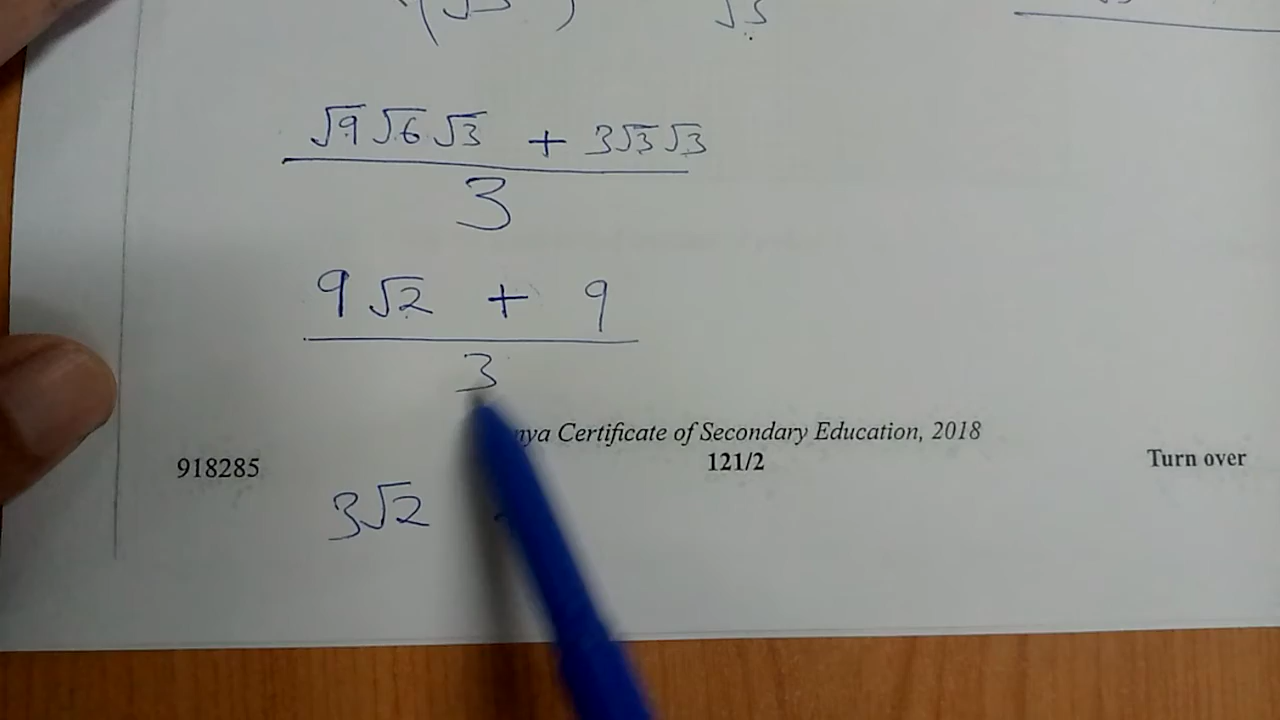 √9 √6 √3 + 3√3 √3
3
9 √2 + 9
3
Certificate of Secondary Education, 2018
918285 121/2 Turn over
3√2